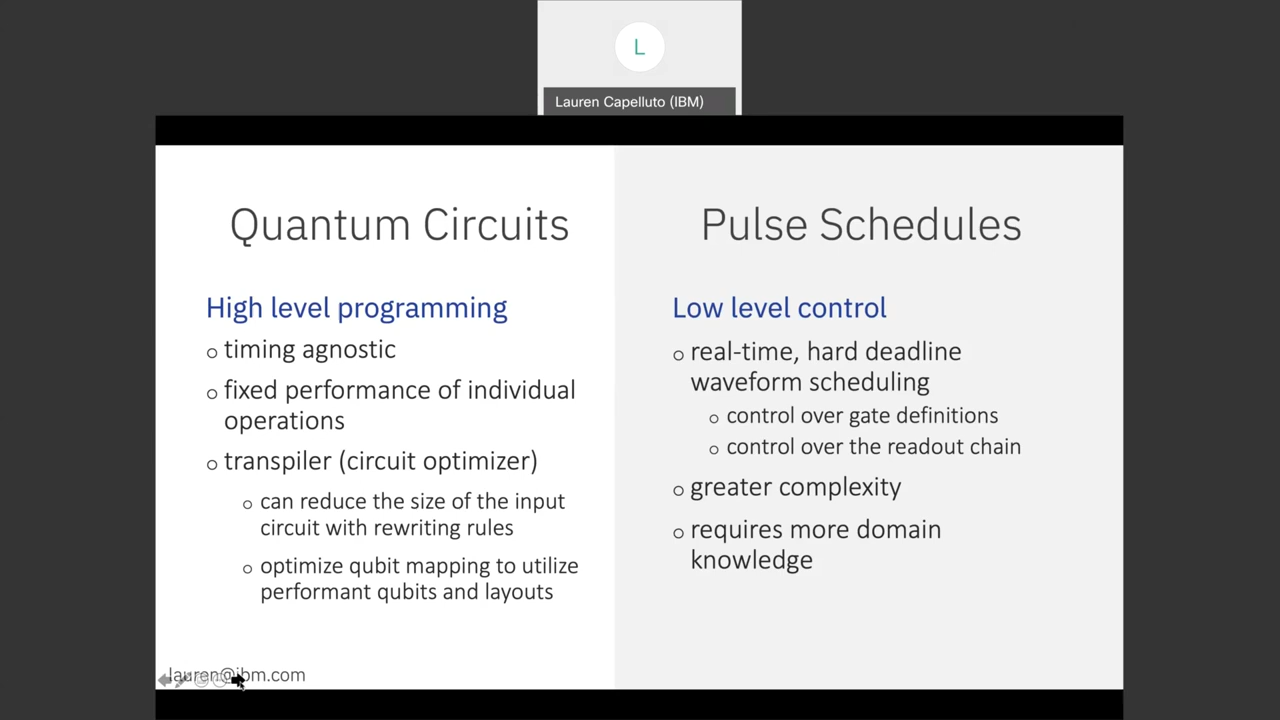 L
Lauren Capelluto (IBM)
Quantum Circuits
High level programming
o timing agnostic
o fixed performance of individual
operations
o transpiler (circuit optimizer)
o can reduce the size of the input
circuit with rewriting rules
o optimize qubit mapping to utilize
performant qubits and layouts
lauren@ibm.com
Pulse Schedules
Low level control
o real-time, hard deadline
waveform scheduling
o control over gate definitions
o control over the readout chain
o greater complexity
o requires more domain
knowledge